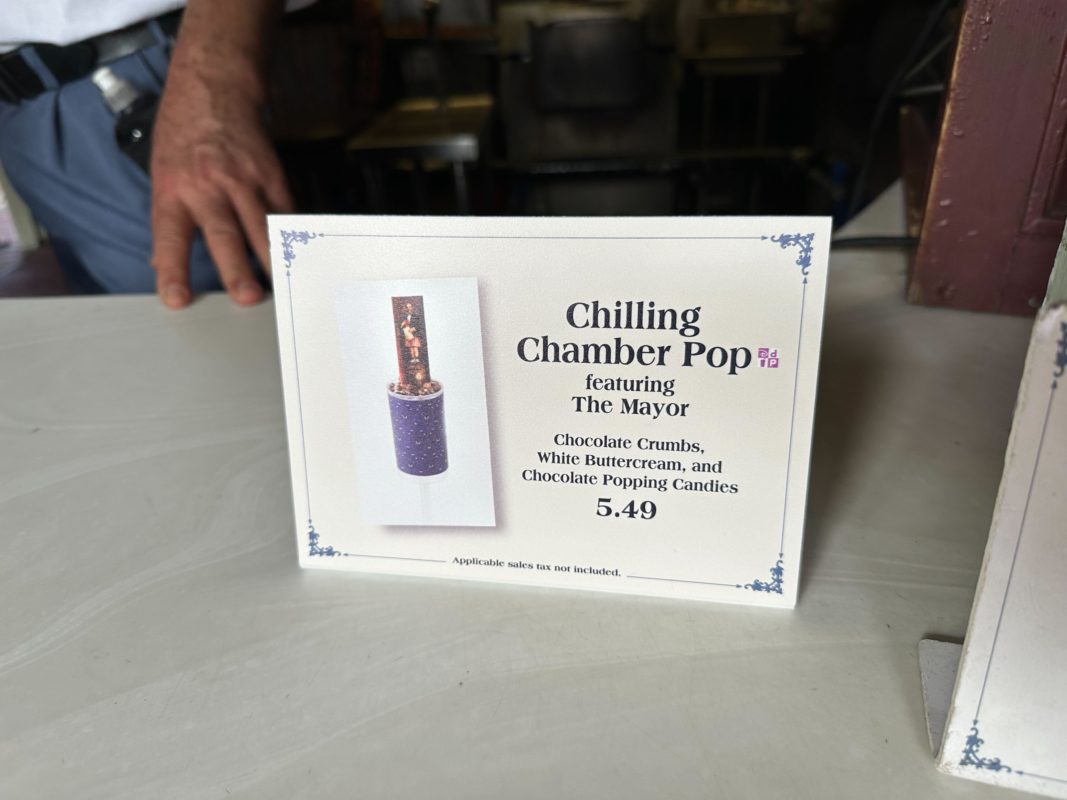 Chilling
Chamber Pop
featuring
The Mayor
Chocolate Crumbs,
White Buttercream, and
Chocolate Popping Candies
5.49
Applicable sales tax not included.